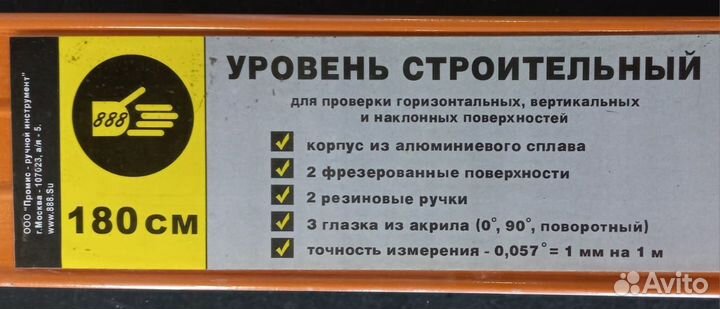 ООО "Промис - ручной инструмент"
г.Москва - 107023, а/я - 5.
www.888.Su
888
180 см
УРОВЕНЬ СТРОИТЕЛЬНЫЙ
для проверки горизонтальных, вертикальных
и наклонных поверхностей
корпус из алюминиевого сплава
2 фрезерованные поверхности
2 резиновые ручки
3 глазка из акрила (0°, 90°, поворотный)
точность измерения - 0,057° = 1 мм на 1 м
Avito